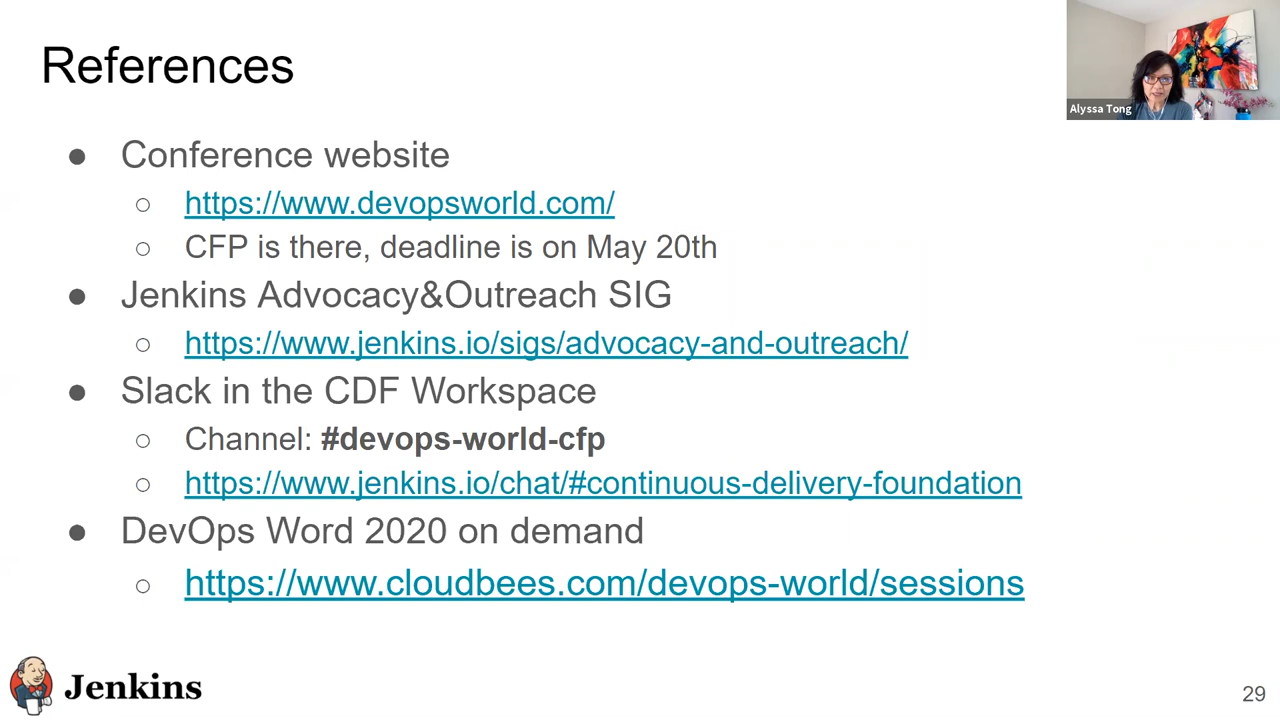 References
Alyssa Tong
● Conference website
○ https://www.devopsworld.com/
○ CFP is there, deadline is on May 20th
● Jenkins Advocacy&Outreach SIG
○ https://www.jenkins.io/sigs/advocacy-and-outreach/
● Slack in the CDF Workspace
○ Channel: #devops-world-cfp
○ https://www.jenkins.io/chat/#continuous-delivery-foundation
● DevOps Word 2020 on demand
○ https://www.cloudbees.com/devops-world/sessions
Jenkins
29